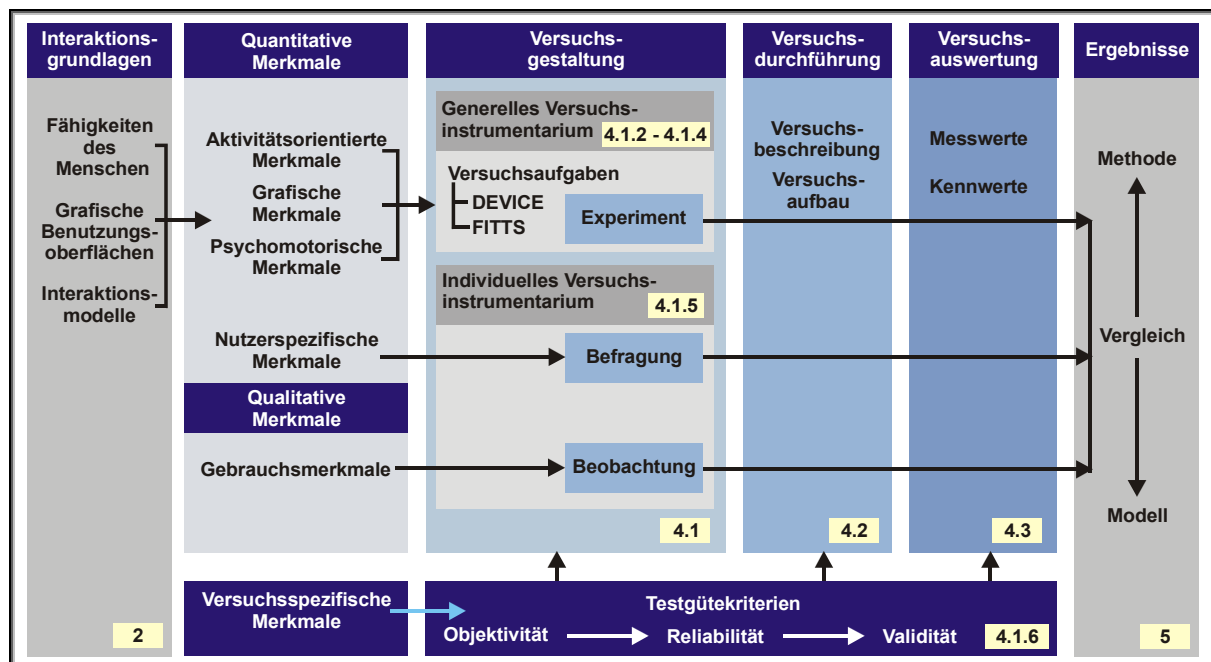 Interaktions-
grundlagen
Fähigkeiten
des
Menschen
Grafische
Benutzungs-
oberflächen
Interaktions-
modelle
2
Quantitative
Merkmale
Aktivitätsorientierte
Merkmale
Grafische
Merkmale
Psychomotorische
Merkmale
Nutzerspezifische
Merkmale
Qualitative
Merkmale
Gebrauchsmerkmale
Versuchs-
gestaltung
Generelles Versuchs-
instrumentarium 4.1.2 - 4.1.4
Versuchsaufgaben
DEVICE
FITTS
Experiment
Individuelles Versuchs-
instrumentarium 4.1.5
Befragung
Beobachtung
4.1
Versuchs-
durchführung
Versuchs-
beschreibung
Versuchs-
aufbau
4.2
Versuchs-
auswertung
Messwerte
Kennwerte
4.3
Ergebnisse
Methode
Vergleich
Modell
5
Versuchsspezifische
Merkmale
Testgütekriterien
Objektivität Reliabilität Validität 4.1.6